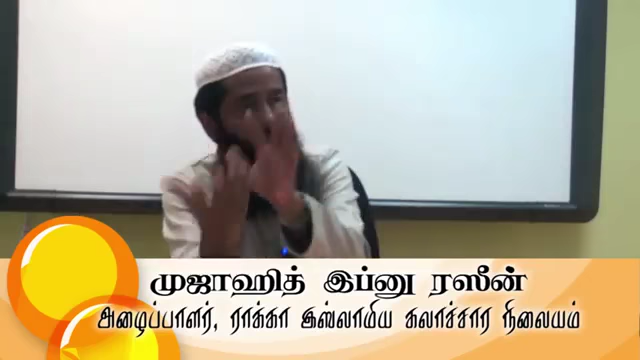 முஜாஹித் இப்னு ரஸீன்
அழைப்பாளர், ராக்கா இஸ்லாமிய கலாச்சார நிலையம்